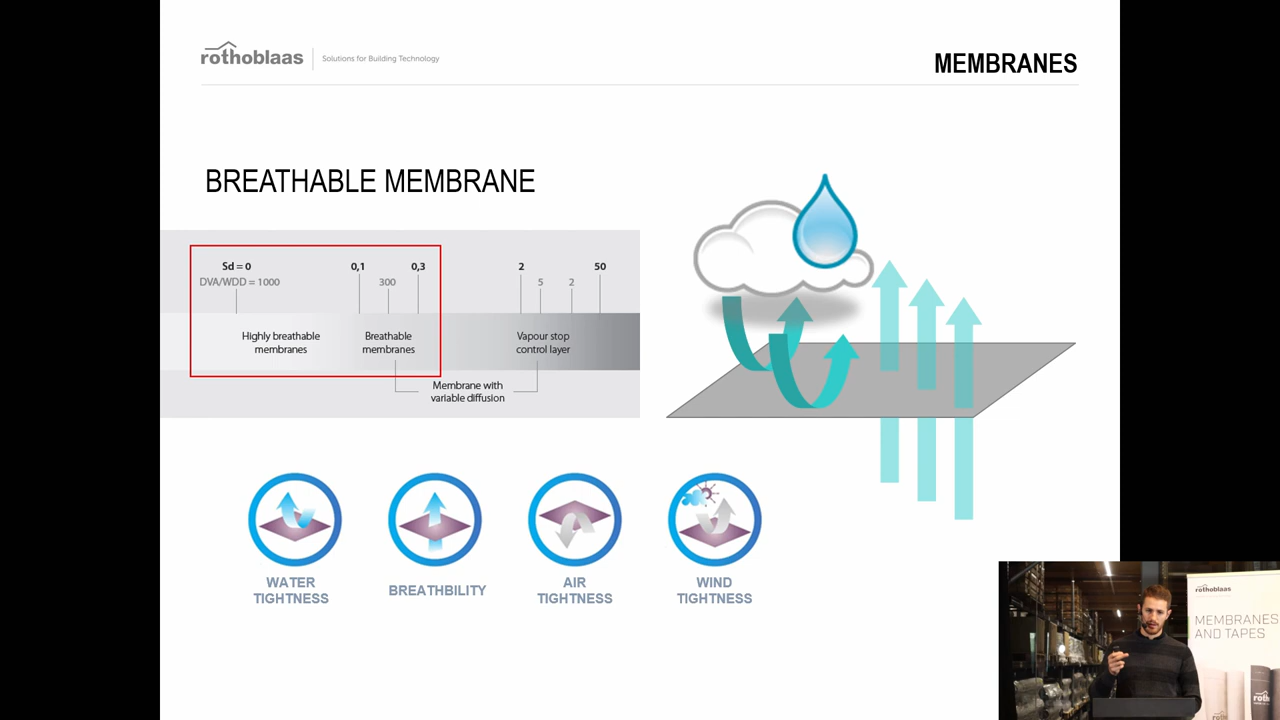 rothoblaas
Solutions for Building Technology
MEMBRANES
BREATHABLE MEMBRANE
Sd = 0 0,1 0,3 2 50
DVA/WDD = 1000 300 5 2
Highly breathable
membranes
Breathable
membranes
Vapour stop
control layer
Membrane with
variable diffusion
WATER
TIGHTNESS
BREATHBILITY
AIR
TIGHTNESS
WIND
TIGHTNESS
rothoblaas
MEMBRANES
AND TAPES